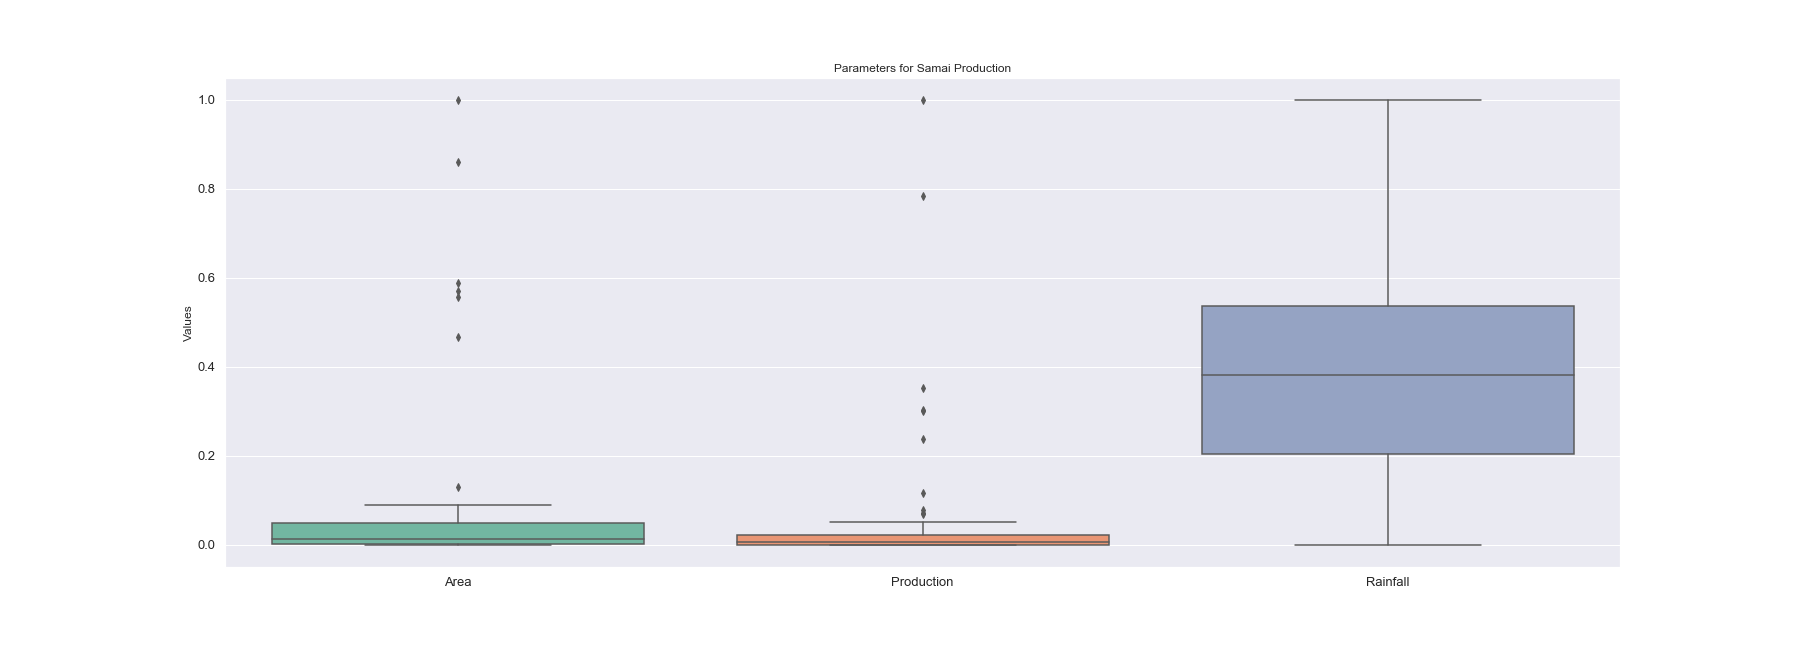 Parameters for Samai Production
1.0
0.8
0.6
0.4
0.2
0.0
Values
Area
Production
Rainfall